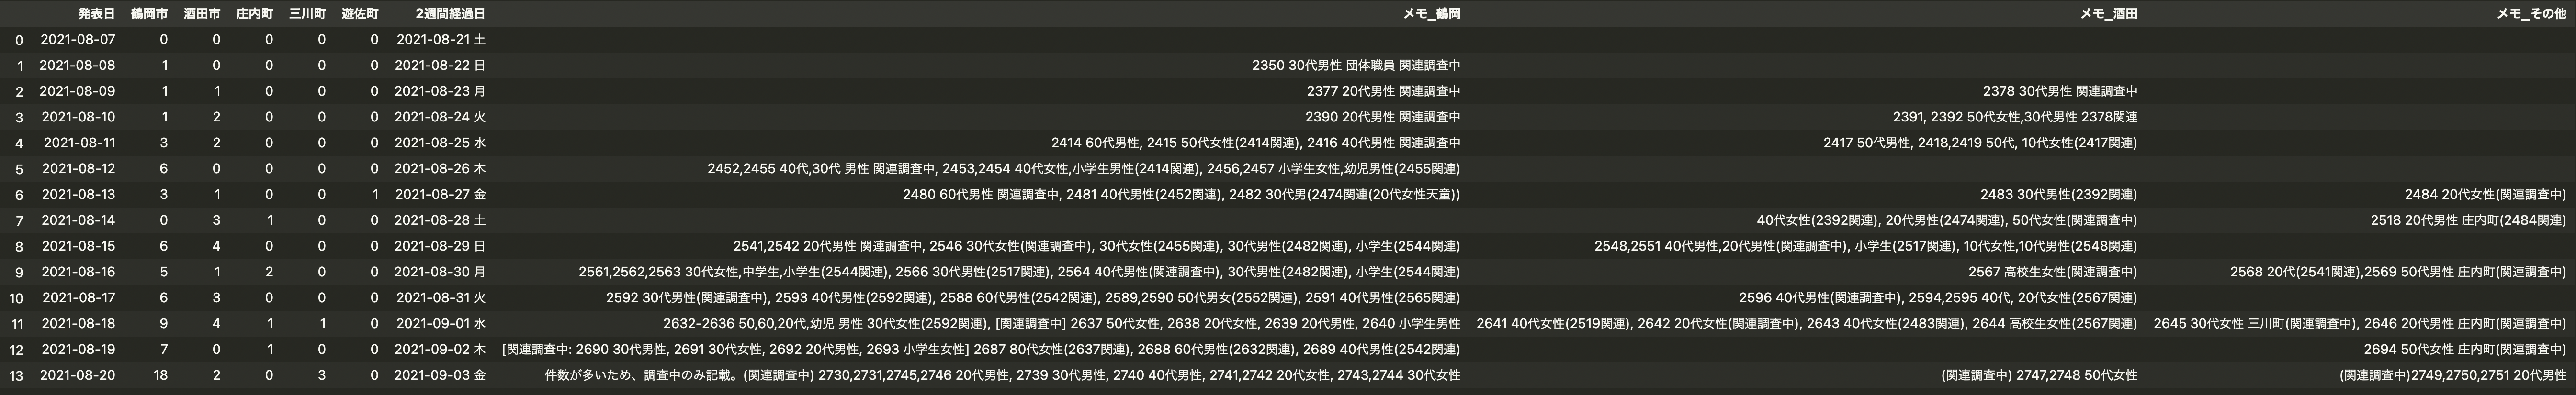 発表日 鶴岡市 酒田市 庄内町 三川町 遊佐町 2週間経過日 メモ_鶴岡 メモ_酒田 メモ_その他
0 2021-08-07 0 0 0 0 0 2021-08-21 土
1 2021-08-08 1 0 0 0 0 2021-08-22 日 2350 30代男性 団体職員 関連調査中
2 2021-08-09 1 1 0 0 0 2021-08-23 月 2377 20代男性 関連調査中 2378 30代男性 関連調査中
3 2021-08-10 1 2 0 0 0 2021-08-24 火 2390 20代男性 関連調査中 2391, 2392 50代女性,30代男性 2378関連
4 2021-08-11 3 2 0 0 0 2021-08-25 水 2414 60代男性, 2415 50代女性(2414関連), 2416 40代男性 関連調査中 2417 50代男性, 2418,2419 50代, 10代女性(2417関連)
5 2021-08-12 6 0 0 0 0 2021-08-26 木 2452,2455 40代,30代 男性 関連調査中, 2453,2454 40代女性,小学生男性(2414関連), 2456,2457 小学生女性,幼児男性(2455関連)
6 2021-08-13 3 1 0 0 1 2021-08-27 金 2480 60代男性 関連調査中, 2481 40代男性(2452関連), 2482 30代男(2474関連(20代女性天童)) 2483 30代男性(2392関連) 2484 20代女性(関連調査中)
7 2021-08-14 0 3 1 0 0 2021-08-28 土 40代女性(2392関連), 20代男性(2474関連), 50代女性(関連調査中) 2518 20代男性 庄内町(2484関連)
8 2021-08-15 6 4 0 0 0 2021-08-29 日 2541,2542 20代男性 関連調査中, 2546 30代女性(関連調査中), 30代女性(2455関連), 30代男性(2482関連), 小学生(2544関連) 2548,2551 40代男性,20代男性(関連調査中), 小学生(2517関連), 10代女性,10代男性(2548関連)
9 2021-08-16 5 1 2 0 0 2021-08-30 月 2561,2562,2563 30代女性,中学生,小学生(2544関連), 2566 30代男性(2517関連), 2564 40代男性(関連調査中), 30代男性(2482関連), 小学生(2544関連) 2567 高校生女性(関連調査中) 2568 20代(2541関連),2569 50代男性 庄内町(関連調査中)
10 2021-08-17 6 3 0 0 0 2021-08-31 火 2592 30代男性(関連調査中), 2593 40代男性(2592関連), 2588 60代男性(2542関連), 2589,2590 50代男女(2552関連), 2591 40代男性(2565関連) 2596 40代男性(関連調査中), 2594,2595 40代, 20代女性(2567関連)
11 2021-08-18 9 4 1 1 0 2021-09-01 水 2632-2636 50,60,20代,幼児 男性 30代女性(2592関連), [関連調査中] 2637 50代女性, 2638 20代女性, 2639 20代男性, 2640 小学生男性 2641 40代女性(2519関連), 2642 20代女性(関連調査中), 2643 40代女性(2483関連), 2644 高校生女性(2567関連) 2645 30代女性 三川町(関連調査中), 2646 20代男性 庄内町(関連調査中)
12 2021-08-19 7 0 1 0 0 2021-09-02 木 [関連調査中: 2690 30代男性, 2691 30代女性, 2692 20代男性, 2693 小学生女性] 2687 80代女性(2637関連), 2688 60代男性(2632関連), 2689 40代男性(2542関連) 2694 50代女性 庄内町(関連調査中)
13 2021-08-20 18 2 0 3 0 2021-09-03 金 件数が多いため、調査中のみ記載。(関連調査中) 2730,2731,2745,2746 20代男性, 2739 30代男性, 2740 40代男性, 2741,2742 20代女性, 2743,2744 30代女性 (関連調査中) 2747,2748 50代女性 (関連調査中)2749,2750,2751 20代男性